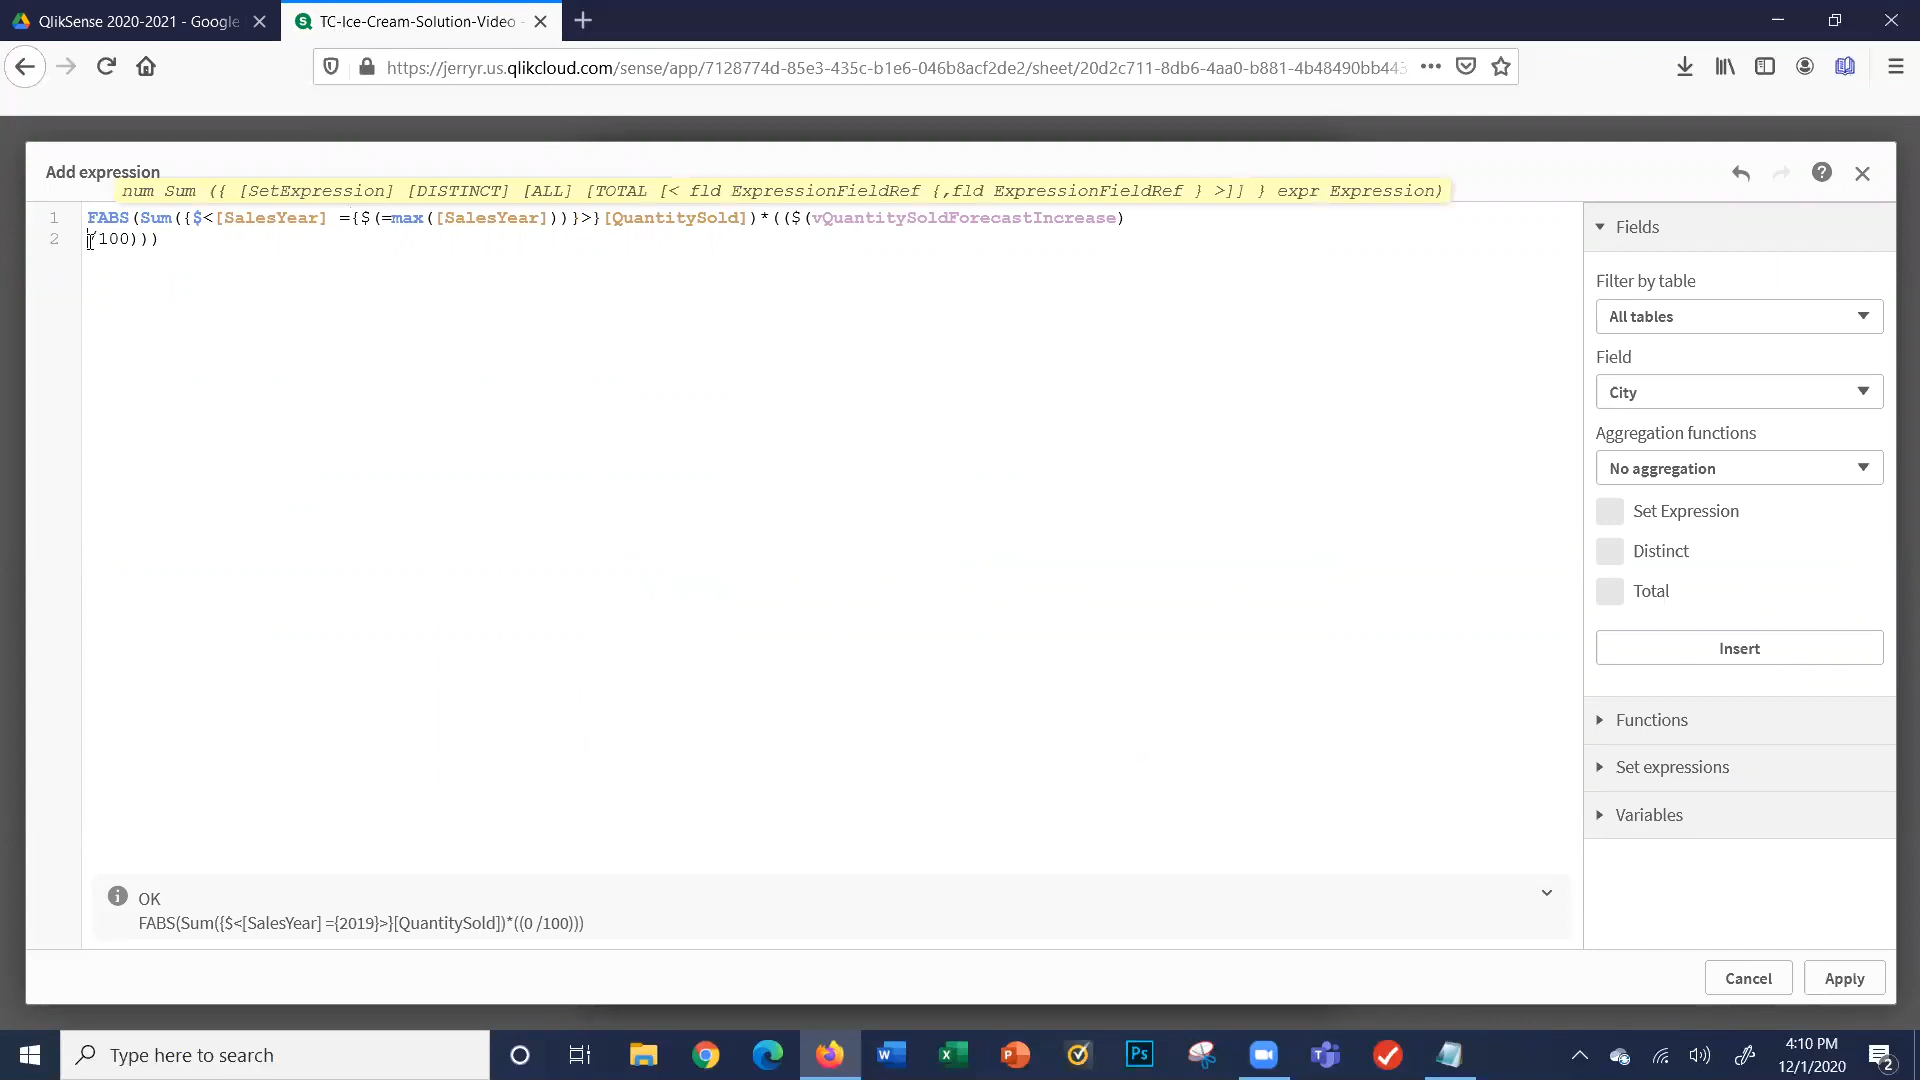 QlikSense 2020-2021 - Google
TC-Ice-Cream-Solution-Video -
https://jerryr.us.qlikcloud.com/sense/app/7128774d-85e3-435c-b1e6-046b8acf2de2/sheet/20d2c711-8db6-4aa0-b881-4b48490bb443
Add expression
num Sum ({ [SetExpression] [DISTINCT] [ALL] [TOTAL [< fld ExpressionFieldRef {,fld ExpressionFieldRef } >]] } expr Expression)
1 FABS(Sum({$<[SalesYear] ={$(=max([SalesYear]))}>}[QuantitySold])*(($(vQuantitySoldForecastIncrease)
2 /100)))
Fields
Filter by table
All tables
Field
City
Aggregation functions
No aggregation
Set Expression
Distinct
Total
Insert
Functions
Set expressions
Variables
OK
FABS(Sum({$<[SalesYear] ={2019}>}[QuantitySold])*((0 /100)))
Cancel
Apply
Type here to search
4:10 PM
12/1/2020
2